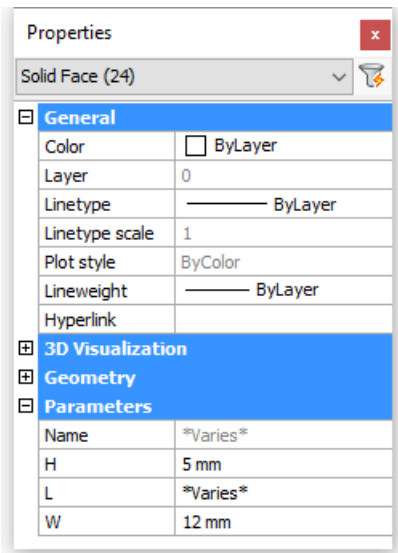 Properties x
Solid Face (24)
General
Color ByLayer
Layer 0
Linetype ByLayer
Linetype scale 1
Plot style ByColor
Lineweight ByLayer
Hyperlink
3D Visualization
Geometry
Parameters
Name *Varies*
H 5 mm
L *Varies*
W 12 mm